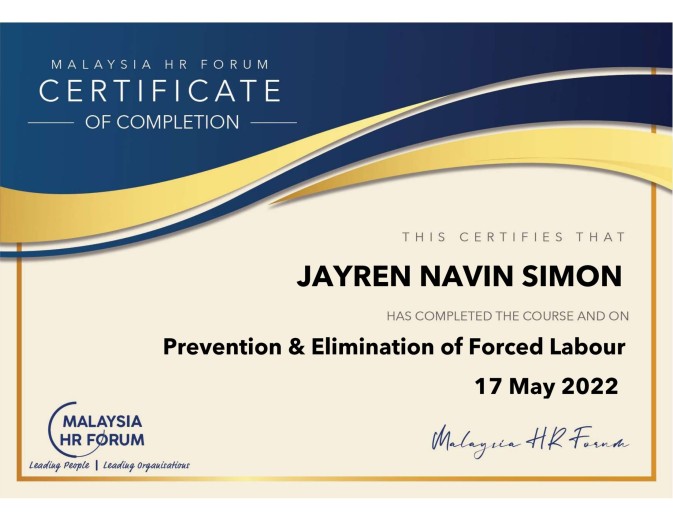 MALAYSIA HR FORUM
CERTIFICATE
OF COMPLETION
THIS CERTIFIES THAT
JAYREN NAVIN SIMON
HAS COMPLETED THE COURSE AND ON
Prevention & Elimination of Forced Labour
17 May 2022
MALAYSIA
HR FORUM
Leading People | Leading Organisations
Malaysia HR Forum